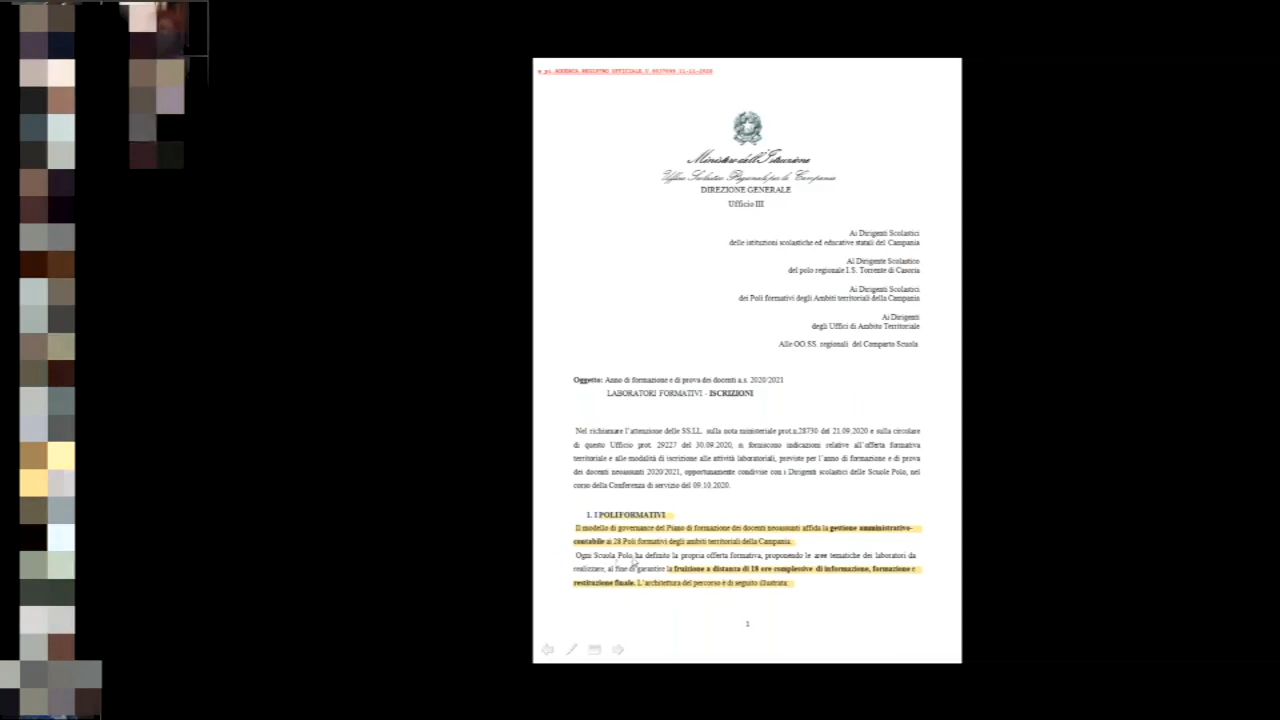 Ministero dell'Istruzione
Ufficio Scolastico Regionale per la Campania
DIREZIONE GENERALE
Ufficio III
Ai Dirigenti Scolastici
delle istituzioni scolastiche ed educative statali del Campania
Al Dirigente Scolastico
del polo regionale I.S. Torrente di Casoria
Ai Dirigenti Scolastici
dei Poli formativi degli Ambiti territoriali della Campania
Ai Dirigenti
degli Uffici di Ambito Territoriale
Alle OO.SS. regionali del Comparto Scuola
Oggetto: Anno di formazione e di prova dei docenti a.s. 2020/2021
LABORATORI FORMATIVI - ISCRIZIONI
Nel richiamare l'attenzione delle SS.LL. sulla nota ministeriale prot.n.28730 del 21.09.2020 e sulla circolare
di questo Ufficio prot. 29227 del 30.09.2020, si forniscono indicazioni relative all'offerta formativa
territoriale e alle modalità di iscrizione alle attività laboratoriali, previste per l'anno di formazione e di prova
dei docenti neoassunti 2020/2021, opportunamente condivise con i Dirigenti scolastici delle Scuole Polo, nel
corso della Conferenza di servizio del 09.10.2020.
1. I POLI FORMATIVI
Il modello di governance del Piano di formazione dei docenti neoassunti affida la gestione amministrativo-
contabile ai 28 Poli formativi degli ambiti territoriali della Campania.
Ogni Scuola Polo ha definito la propria offerta formativa, proponendo le aree tematiche dei laboratori da
realizzare, al fine di garantire la fruizione a distanza di 18 ore complessive di informazione, formazione e
restituzione finale. L'architettura del percorso è di seguito illustrata:
1